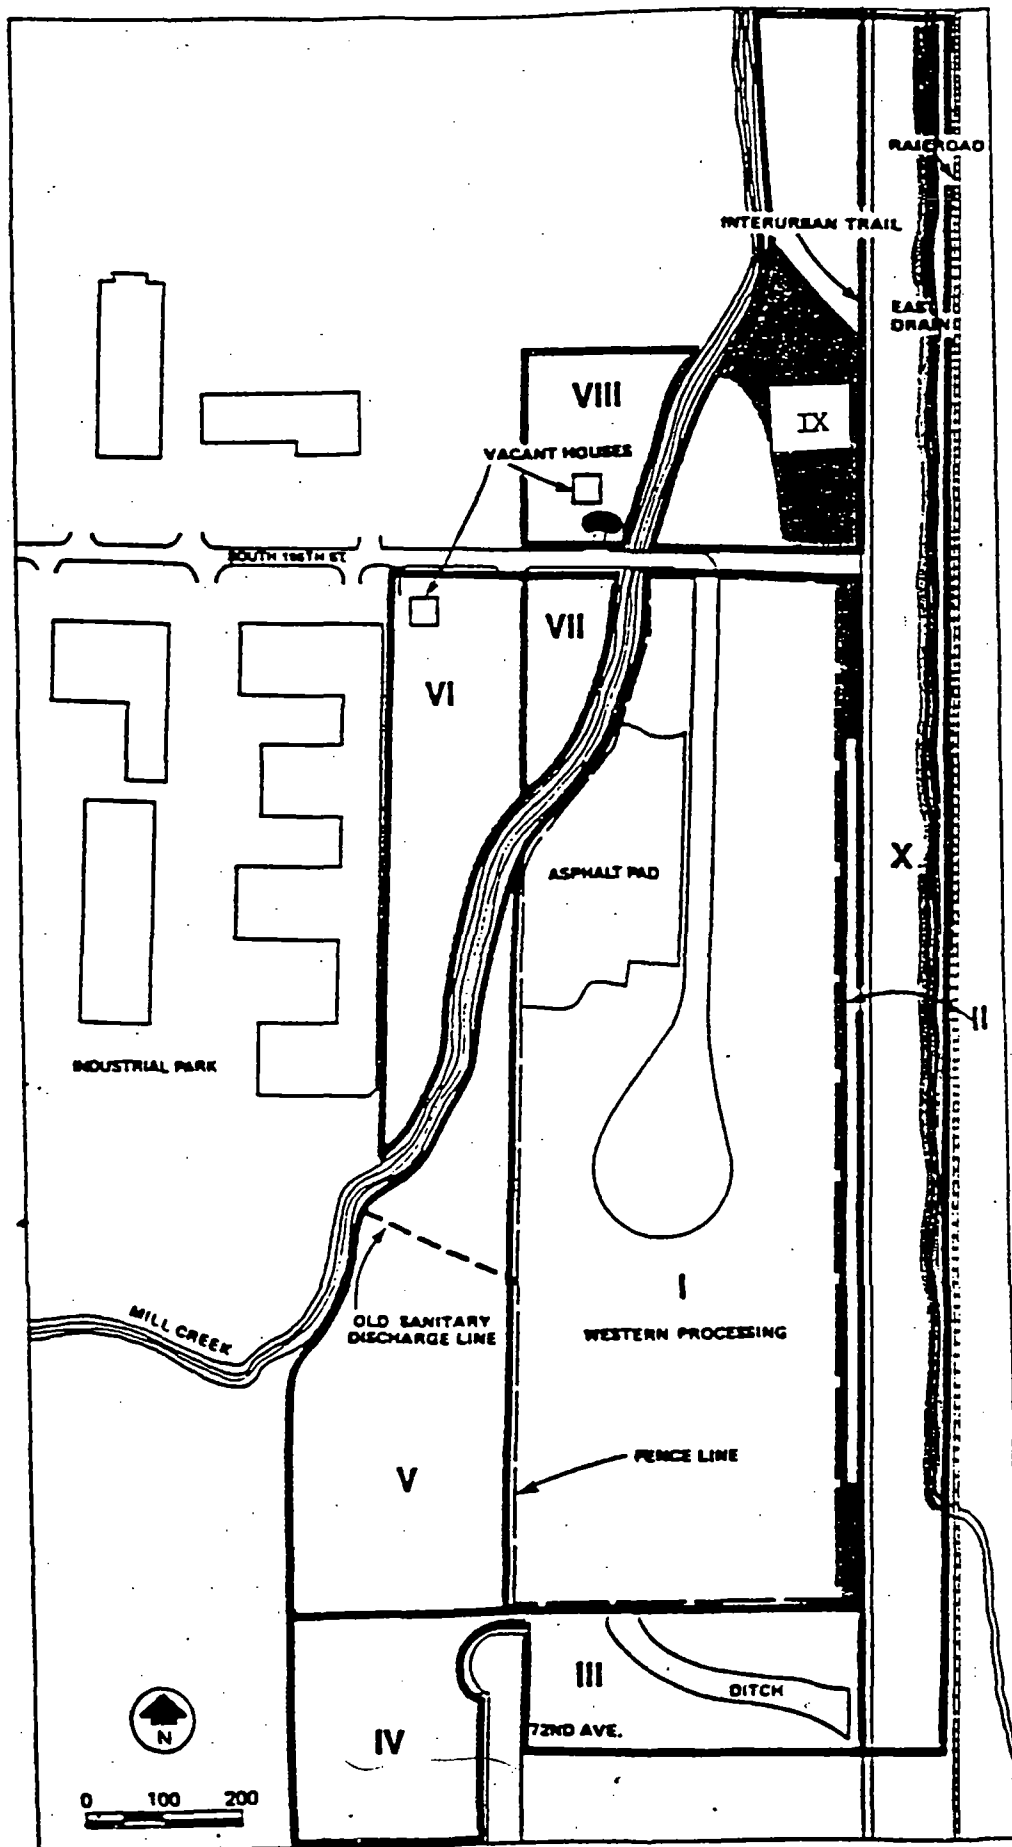 RAILROAD
INTERURBAN TRAIL
EAST
DRAIN
VIII
IX
VACANT HOUSES
SOUTH 196TH ST.
VII
VI
X
ASPHALT PAD
II
INDUSTRIAL PARK
I
MILL CREEK
OLD SANITARY
DISCHARGE LINE
WESTERN PROCESSING
FENCE LINE
V
III
DITCH
72ND AVE.
IV
N
0 100 200